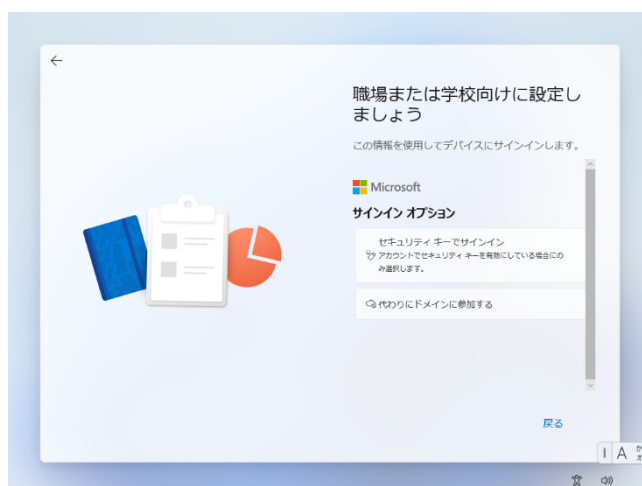 職場または学校向けに設定し
ましょう
この情報を使用してデバイスにサインインします。
Microsoft
サインイン オプション
セキュリティ キーでサインイン
アカウントでセキュリティ キーを有効にしている場合にの
み選択します。
代わりにドメインに参加する
戻る
A